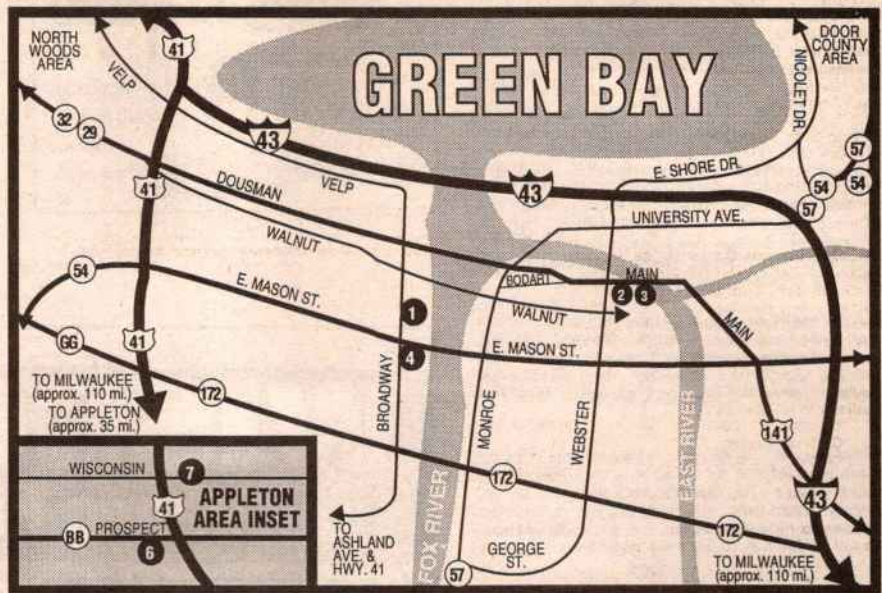 NORTH
WOODS
AREA
41
VELP
GREEN BAY
DOOR
COUNTY
AREA
NICOLET DR.
32
29
43
VELP
E. SHORE DR.
57
54
54
57
41
DOUSMAN
43
UNIVERSITY AVE.
WALNUT
54
E. MASON ST.
BODART
MAIN
1
2
3
WALNUT
MAIN
GG
41
4
E. MASON ST.
TO MILWAUKEE
(approx. 110 mi.)
TO APPLETON
(approx. 35 mi.)
172
BROADWAY
MONROE
WEBSTER
141
WISCONSIN
7
41
APPLETON
AREA INSET
BB
PROSPECT
6
172
FOX RIVER
EAST RIVER
43
172
TO
ASHLAND
AVE. &
HWY. 41
GEORGE
ST.
57
TO MILWAUKEE
(approx. 110 mi.)